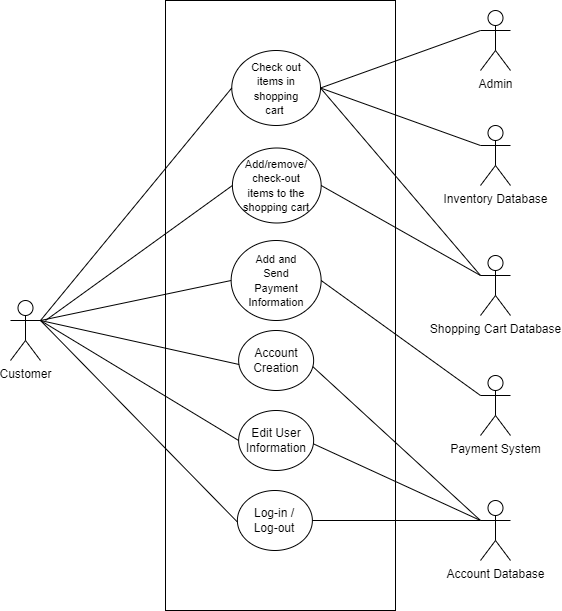 Check out
items in
shopping
cart
Admin
Add/remove/
check-out
items to the
shopping cart
Inventory Database
Add and
Send
Payment
Information
Shopping Cart Database
Customer
Account
Creation
Edit User
Information
Payment System
Log-in /
Log-out
Account Database